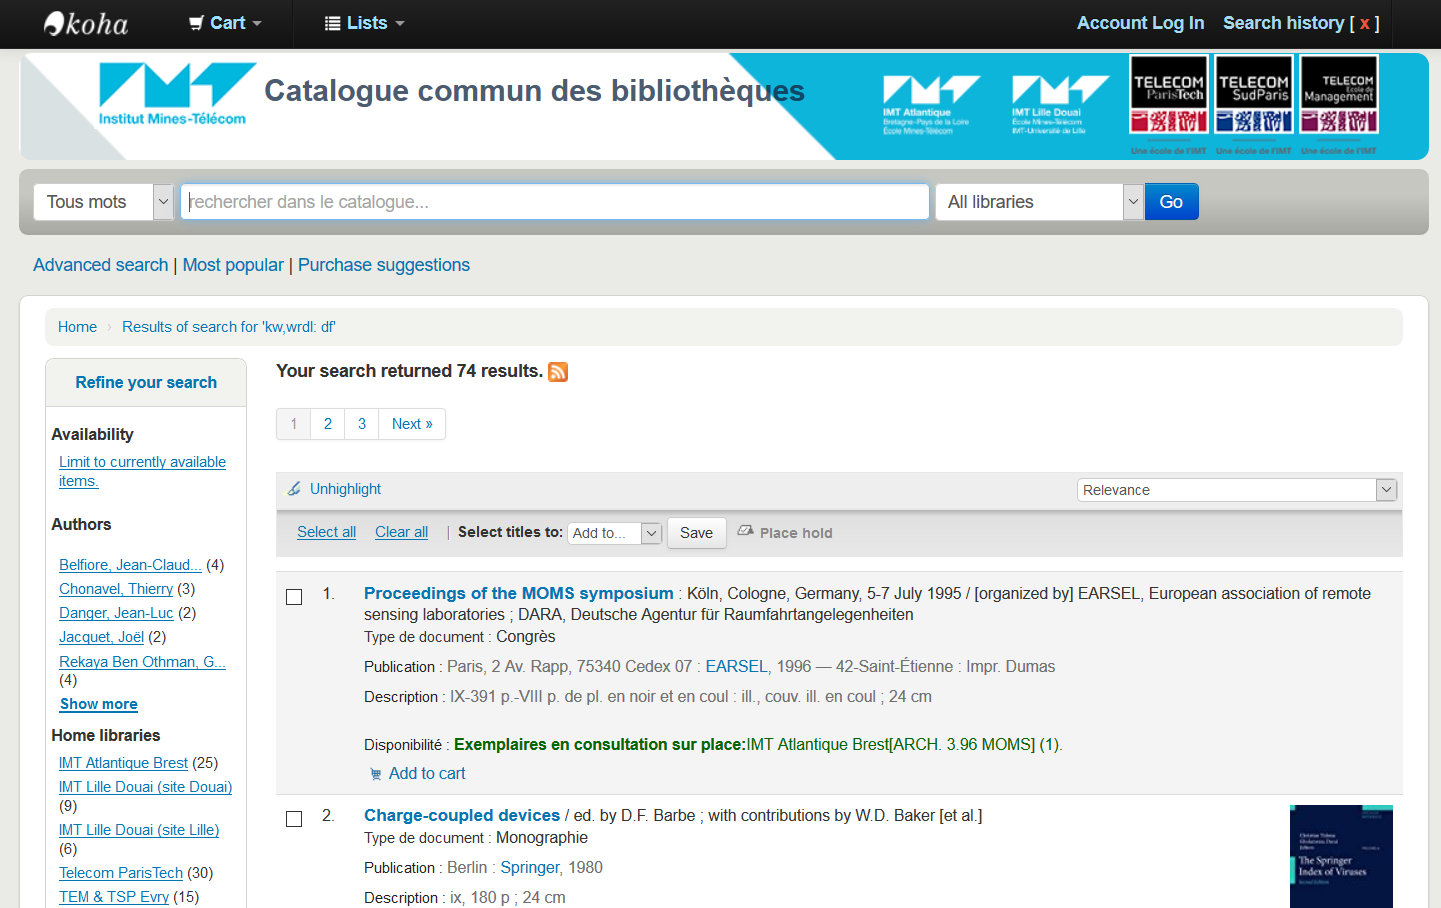 koha
Cart
Lists
Account Log In
Search history [ x ]
IMT
Institut Mines-Télécom
Catalogue commun des bibliothèques
IMT Atlantique
Bretagne-Pays de la Loire
École Mines-Télécom
IMT Lille Douai
École Mines-Télécom
IMT-Université de Lille
TELECOM
ParisTech
Une école de l'IMT
TELECOM
SudParis
Une école de l'IMT
TELECOM
École de
Management
Une école de l'IMT
Tous mots
rechercher dans le catalogue...
All libraries
Go
Advanced search | Most popular | Purchase suggestions
Home › Results of search for 'kw,wrdl: df'
Refine your search
Availability
Limit to currently available
items.
Authors
Belfiore, Jean-Claud... (4)
Chonavel, Thierry (3)
Danger, Jean-Luc (2)
Jacquet, Joël (2)
Rekaya Ben Othman, G...
(4)
Show more
Home libraries
IMT Atlantique Brest (25)
IMT Lille Douai (site Douai)
(9)
IMT Lille Douai (site Lille)
(6)
Telecom ParisTech (30)
TEM & TSP Evry (15)
Your search returned 74 results.
1 2 3 Next »
Unhighlight
Relevance
Select all Clear all | Select titles to: Add to... Save Place hold
1. Proceedings of the MOMS symposium : Köln, Cologne, Germany, 5-7 July 1995 / [organized by] EARSEL, European association of remote
sensing laboratories ; DARA, Deutsche Agentur für Raumfahrtangelegenheiten
Type de document : Congrès
Publication : Paris, 2 Av. Rapp, 75340 Cedex 07 : EARSEL, 1996 — 42-Saint-Étienne : Impr. Dumas
Description : IX-391 p.-VIII p. de pl. en noir et en coul : ill., couv. ill. en coul ; 24 cm
Disponibilité : Exemplaires en consultation sur place:IMT Atlantique Brest[ARCH. 3.96 MOMS] (1).
Add to cart
2. Charge-coupled devices / ed. by D.F. Barbe ; with contributions by W.D. Baker [et al.]
Type de document : Monographie
Publication : Berlin : Springer, 1980
Description : ix, 180 p ; 24 cm
The Springer
Index of Viruses